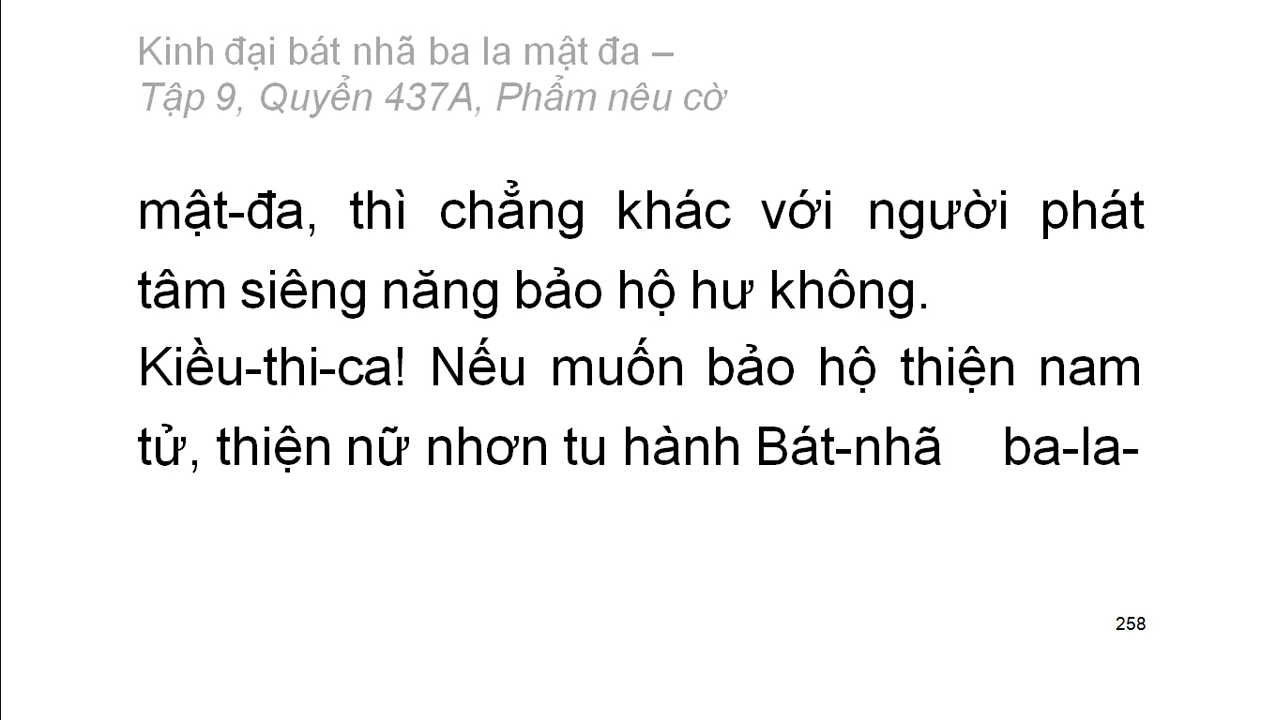 Kinh đại bát nhã ba la mật đa –
Tập 9, Quyển 437A, Phẩm nêu cờ
mật-đa, thì chẳng khác với người phát
tâm siêng năng bảo hộ hư không.
Kiều-thi-ca! Nếu muốn bảo hộ thiện nam
tử, thiện nữ nhơn tu hành Bát-nhã ba-la-
258